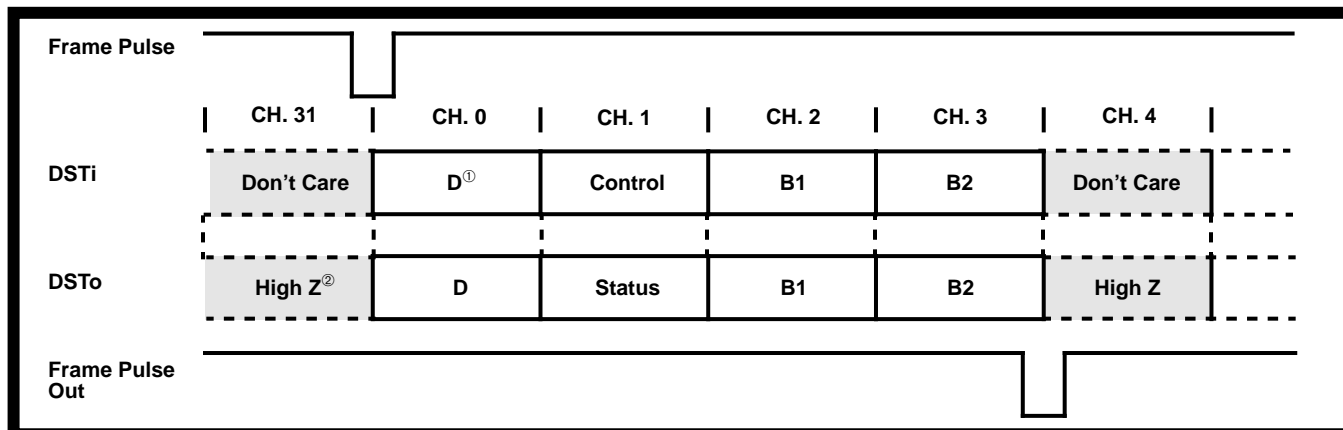 Frame Pulse
CH. 31 CH. 0 CH. 1 CH. 2 CH. 3 CH. 4
DSTi Don't Care D① Control B1 B2 Don't Care
DSTo High Z② D Status B1 B2 High Z
Frame Pulse
Out